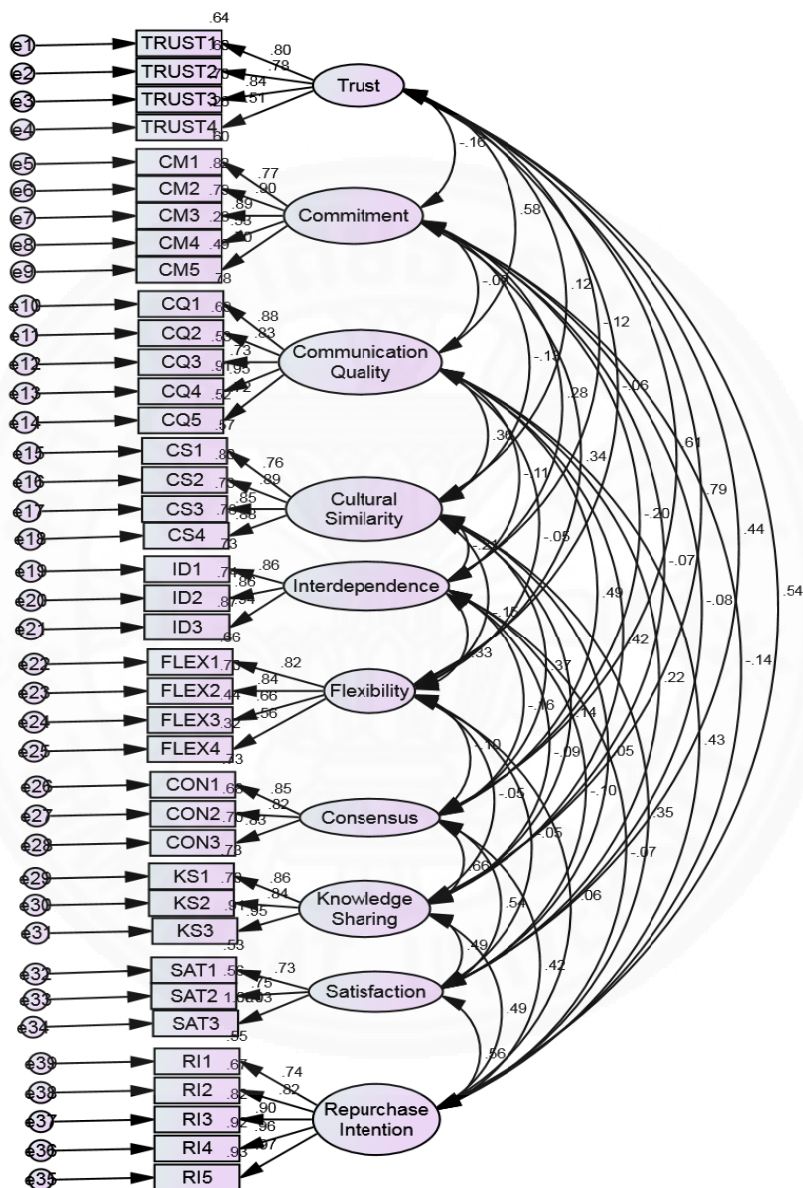 .64
e1 TRUST1 .80
e2 TRUST2 .78
e3 TRUST3 .84
e4 TRUST4 .51
Trust
e5 CM1 .77
e6 CM2 .90
e7 CM3 .89
e8 CM4
e9 CM5
Commitment
.78
e10 CQ1 .88
e11 CQ2 .83
e12 CQ3 .73
e13 CQ4 .95
e14 CQ5
Communication
Quality
.57
e15 CS1 .76
e16 CS2 .89
e17 CS3 .85
e18 CS4 .88
Cultural
Similarity
.73
e19 ID1 .86
e20 ID2 .86
e21 ID3
Interdependence
.66
e22 FLEX1 .82
e23 FLEX2 .84
e24 FLEX3 .66
e25 FLEX4 .56
Flexibility
.73
e26 CON1 .85
e27 CON2 .82
e28 CON3 .83
Consensus
.73
e29 KS1 .86
e30 KS2 .84
e31 KS3 .95
Knowledge
Sharing
.53
e32 SAT1 .73
e33 SAT2 .75
e34 SAT3
Satisfaction
.55
e39 RI1 .74
e38 RI2 .82
e37 RI3 .90
e36 RI4 .96
e35 RI5 .97
Repurchase
Intention
-.16
.58
.12
-.12
-.06
.61
.79
.44
.54
.28
.34
-.20
-.07
-.08
-.14
.36
-.11
-.05
.49
.42
.22
.43
-.21
-.15
.37
.14
.05
.35
.33
-.16
-.09
-.10
-.07
.10
-.05
-.05
.06
.66
.54
.42
.49
.49
.56